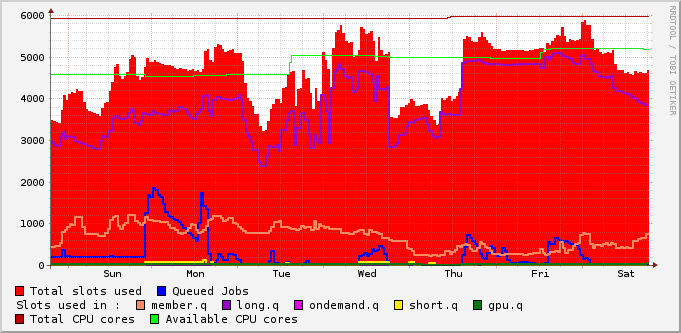 6000
5000
4000
3000
2000
1000
0
Sun Mon Tue Wed Thu Fri Sat
RRDTOOL / TOBI OETIKER
Total slots used Queued Jobs
Slots used in : member.q long.q ondemand.q short.q gpu.q
Total CPU cores Available CPU cores